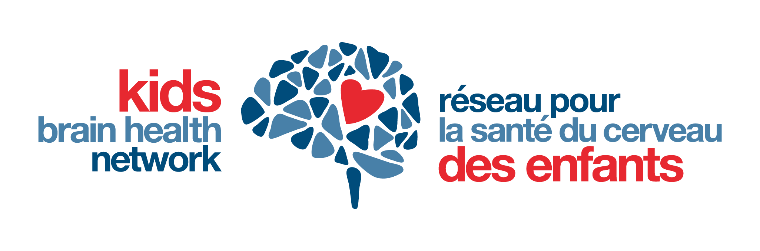 kids
brain health
network
réseau pour
la santé du cerveau
des enfants